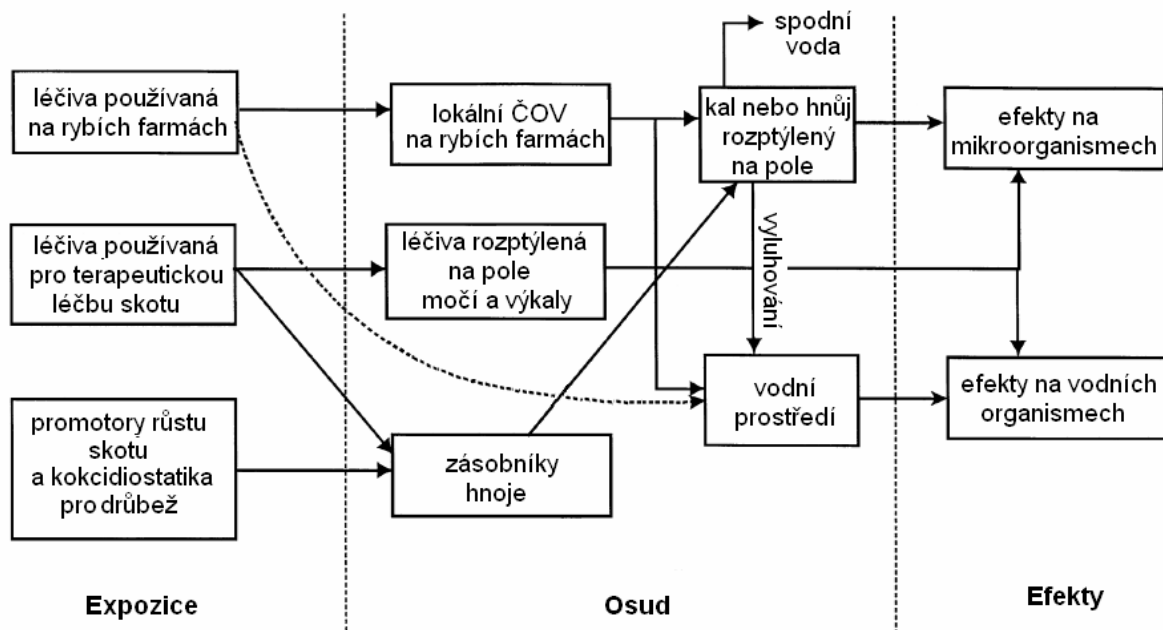 spodní
voda
léčiva používaná
na rybích farmách
lokální ČOV
na rybích farmách
kal nebo hnůj
rozptýlený
na pole
efekty na
mikroorganismech
léčiva používaná
pro terapeutickou
léčbu skotu
léčiva rozptýlená
na pole
močí a výkaly
vyluhování
promotory růstu
skotu
a kokcidiostatika
pro drůbež
zásobníky
hnoje
vodní
prostředí
efekty na vodních
organismech
Expozice
Osud
Efekty